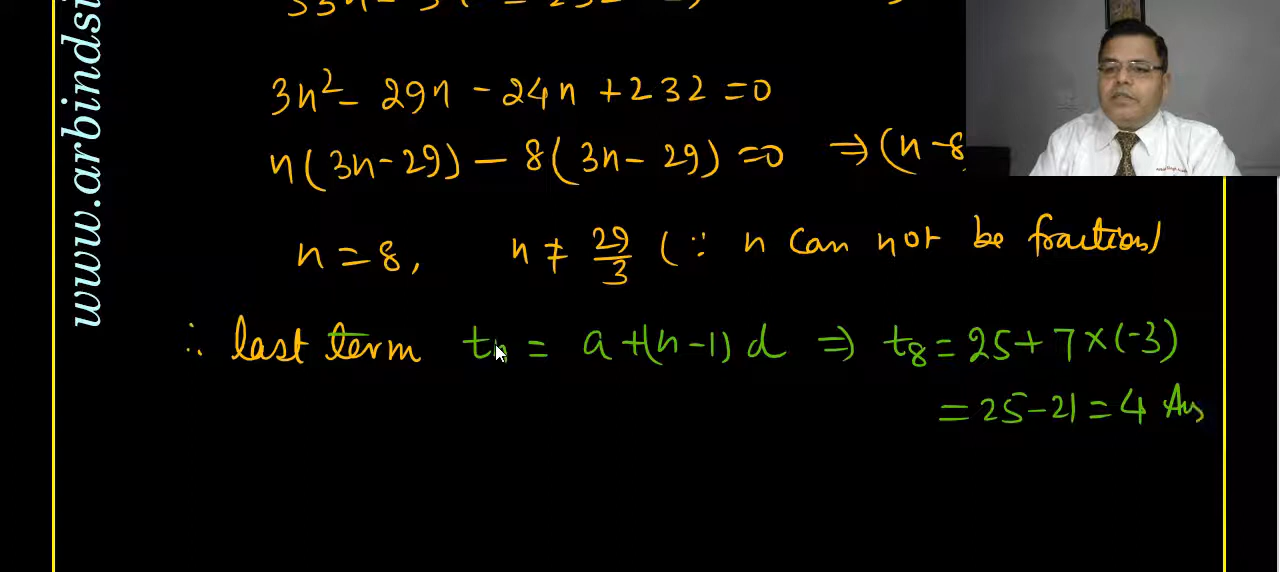 www.arbindsi
3n² - 29n - 24n + 232 = 0
n(3n-29) - 8(3n-29) = 0 ⇒ (n-8
n = 8, n ≠ 29/3 (∵ n can not be fraction)
∴ last term tn = a+(n-1)d ⇒ t8 = 25+7×(-3)
= 25-21 = 4 Ans